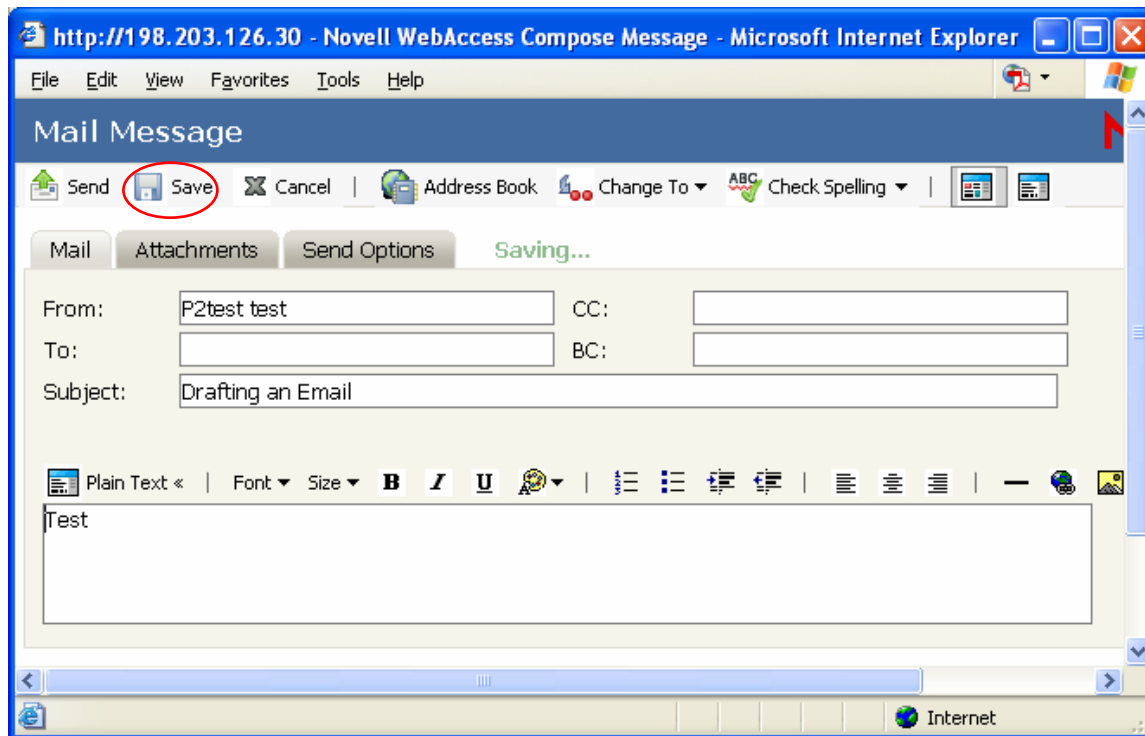 http://198.203.126.30 - Novell WebAccess Compose Message - Microsoft Internet Explorer
File Edit View Favorites Tools Help
Mail Message
Send Save Cancel | Address Book Change To ABC Check Spelling |
Mail Attachments Send Options Saving...
From: P2test test CC:
To: BC:
Subject: Drafting an Email
Plain Text « | Font Size B I U | | |
Test
Internet